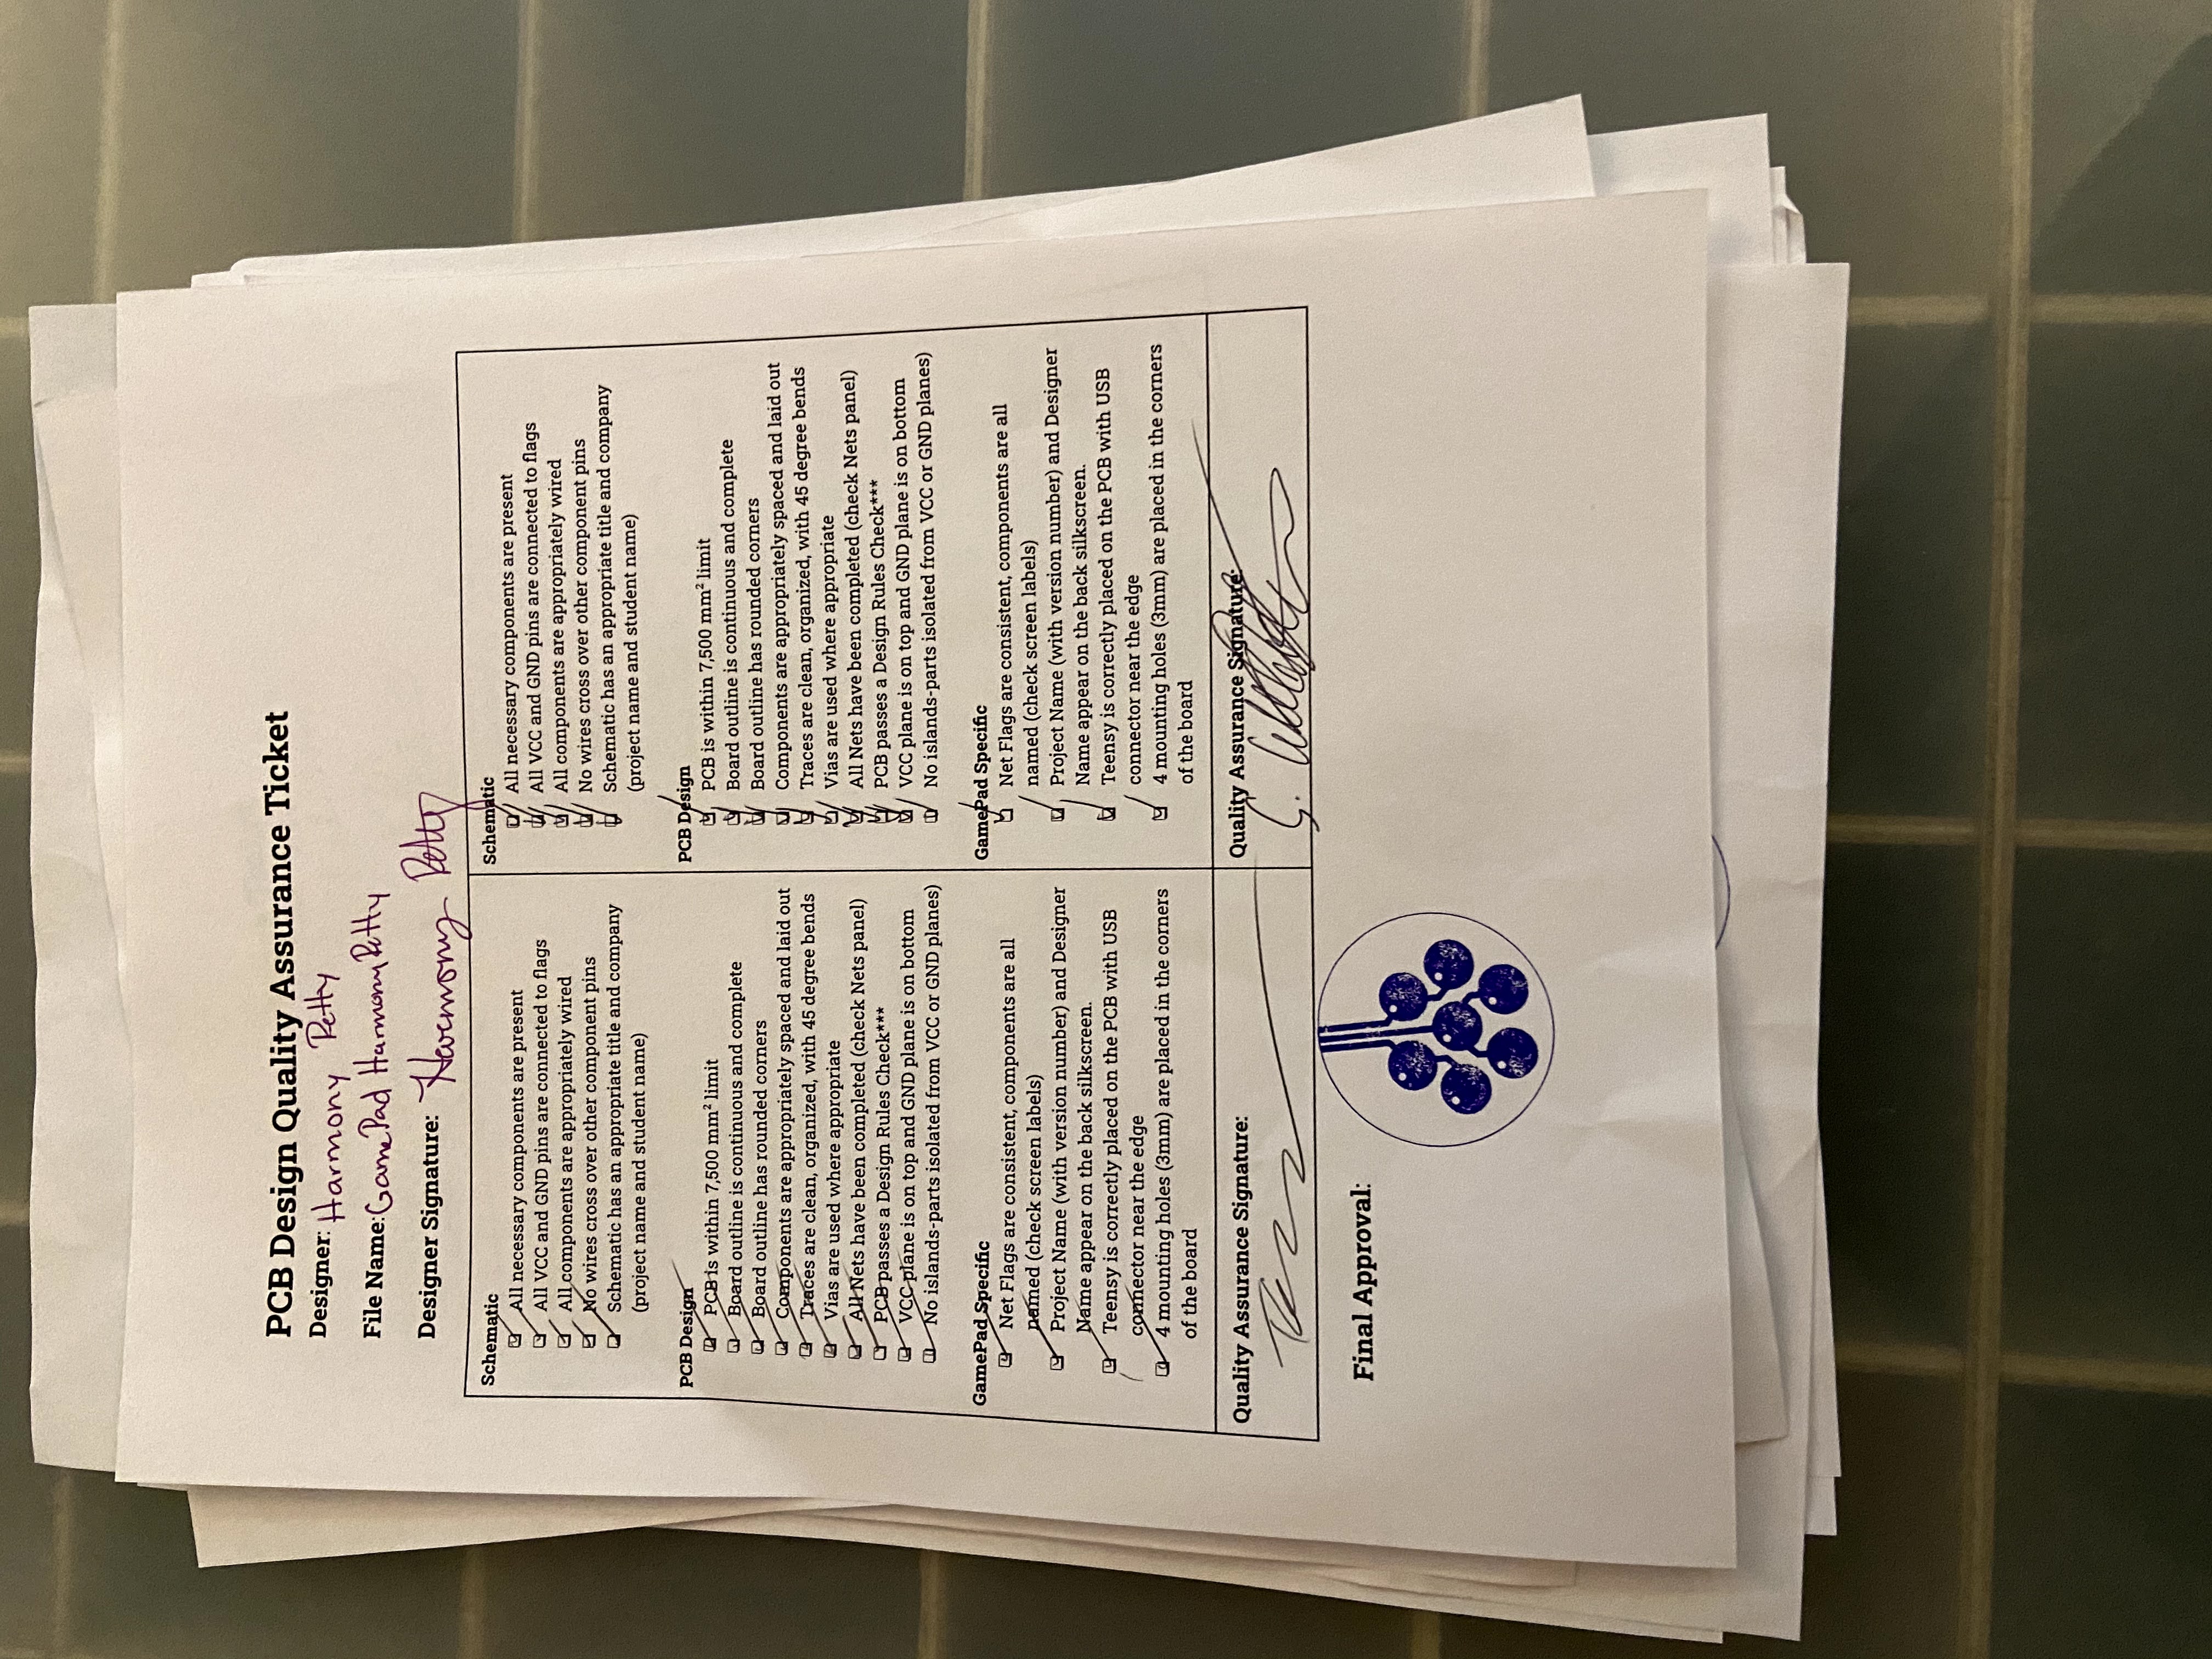 PCB Design Quality Assurance Ticket
Designer: Harmony Petty
File Name: GamePad HarmonyPetty
Designer Signature: Harmony Petty
Schematic
All necessary components are present
All VCC and GND pins are connected to flags
All components are appropriately wired
No wires cross over other component pins
Schematic has an appropriate title and company
(project name and student name)
PCB Design
PCB is within 7,500 mm² limit
Board outline is continuous and complete
Board outline has rounded corners
Components are appropriately spaced and laid out
Traces are clean, organized, with 45 degree bends
Vias are used where appropriate
All Nets have been completed (check Nets panel)
PCB passes a Design Rules Check***
VCC plane is on top and GND plane is on bottom
No islands-parts isolated from VCC or GND planes)
GamePad Specific
Net Flags are consistent, components are all
named (check screen labels)
Project Name (with version number) and Designer
Name appear on the back silkscreen.
Teensy is correctly placed on the PCB with USB
connector near the edge
4 mounting holes (3mm) are placed in the corners
of the board
Quality Assurance Signature:
Schematic
All necessary components are present
All VCC and GND pins are connected to flags
All components are appropriately wired
No wires cross over other component pins
Schematic has an appropriate title and company
(project name and student name)
PCB Design
PCB is within 7,500 mm² limit
Board outline is continuous and complete
Board outline has rounded corners
Components are appropriately spaced and laid out
Traces are clean, organized, with 45 degree bends
Vias are used where appropriate
All Nets have been completed (check Nets panel)
PCB passes a Design Rules Check***
VCC plane is on top and GND plane is on bottom
No islands-parts isolated from VCC or GND planes)
GamePad Specific
Net Flags are consistent, components are all
named (check screen labels)
Project Name (with version number) and Designer
Name appear on the back silkscreen.
Teensy is correctly placed on the PCB with USB
connector near the edge
4 mounting holes (3mm) are placed in the corners
of the board
Quality Assurance Signature:
Final Approval: